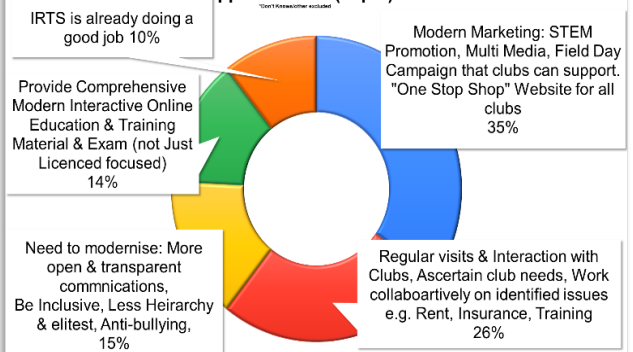 *Don't Knows/other excluded
IRTS is already doing a
good job 10%
Modern Marketing: STEM
Promotion, Multi Media, Field Day
Campaign that clubs can support.
"One Stop Shop" Website for all
clubs
35%
Provide Comprehensive
Modern Interactive Online
Education & Training
Material & Exam (not Just
Licenced focused)
14%
Need to modernise: More
open & transparent
commnications,
Be Inclusive, Less Heirarchy
& elitest, Anti-bullying,
15%
Regular visits & Interaction with
Clubs, Ascertain club needs, Work
collaboartively on identified issues
e.g. Rent, Insurance, Training
26%